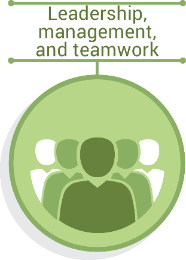 Leadership,
management,
and teamwork